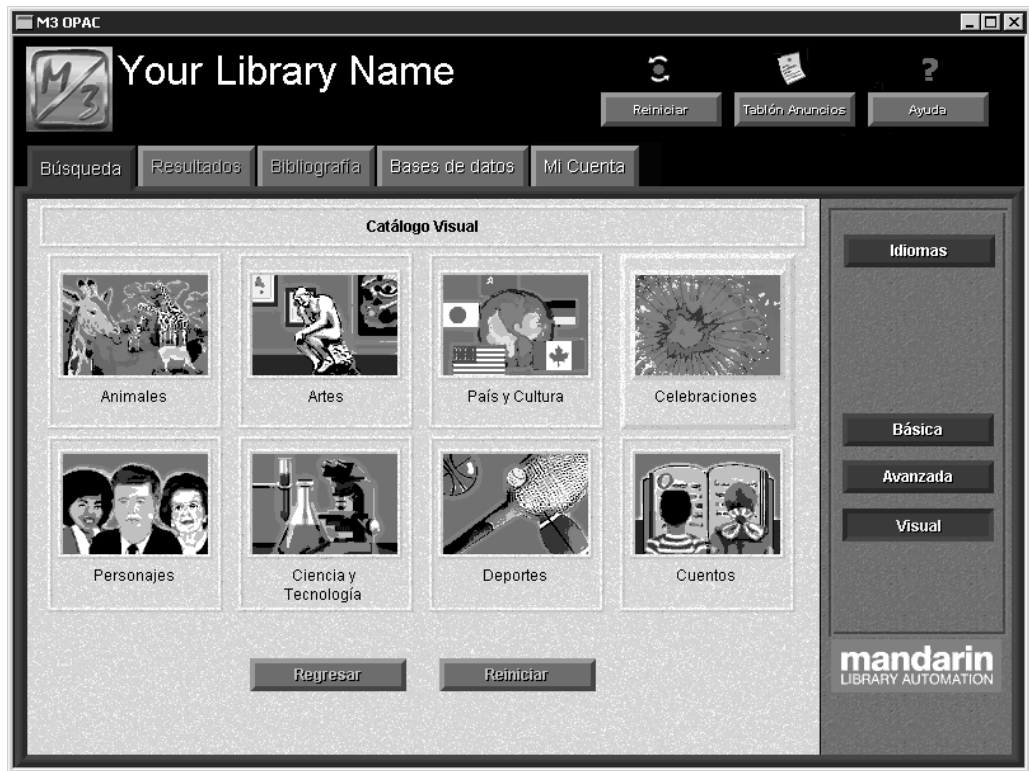 M3 OPAC
M/3
Your Library Name
?
Reiniciar
Tablón Anuncios
Ayuda
Búsqueda
Resultados
Bibliografía
Bases de datos
Mi Cuenta
Catálogo Visual
Idiomas
Animales
Artes
País y Cultura
Celebraciones
Básica
Avanzada
Visual
Personajes
Ciencia y
Tecnología
Deportes
Cuentos
Regresar
Reiniciar
mandarin
LIBRARY AUTOMATION